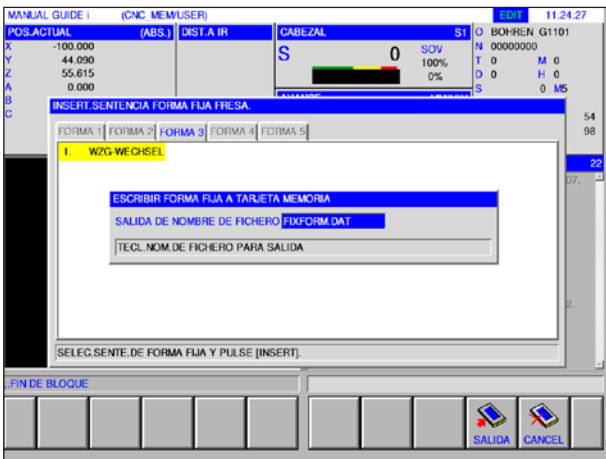 MANUAL GUIDE i (CNC_MEM/USER) EDIT 11.24.27
POS.ACTUAL (ABS.) DIST.A IR CABEZAL S1 O BOHREN G1101
X -100.000 S 0 SOV 100% N 00000000
Y 44.090 T 0 M 0
Z 55.615 0% D 0 H 0
A 0.000 S 0 M5
B
C 54
98
INSERT.SENTENCIA FORMA FIJA FRESA.
FORMA 1 FORMA 2 FORMA 3 FORMA 4 FORMA 5
22
1. WZG-WECHSEL
07.
ESCRIBIR FORMA FIJA A TARJETA MEMORIA
SALIDA DE NOMBRE DE FICHERO FIXFORM.DAT
TECL.NOM.DE FICHERO PARA SALIDA
2.
SELEC.SENTE.DE FORMA FIJA Y PULSE [INSERT].
;:FIN DE BLOQUE
SALIDA CANCEL